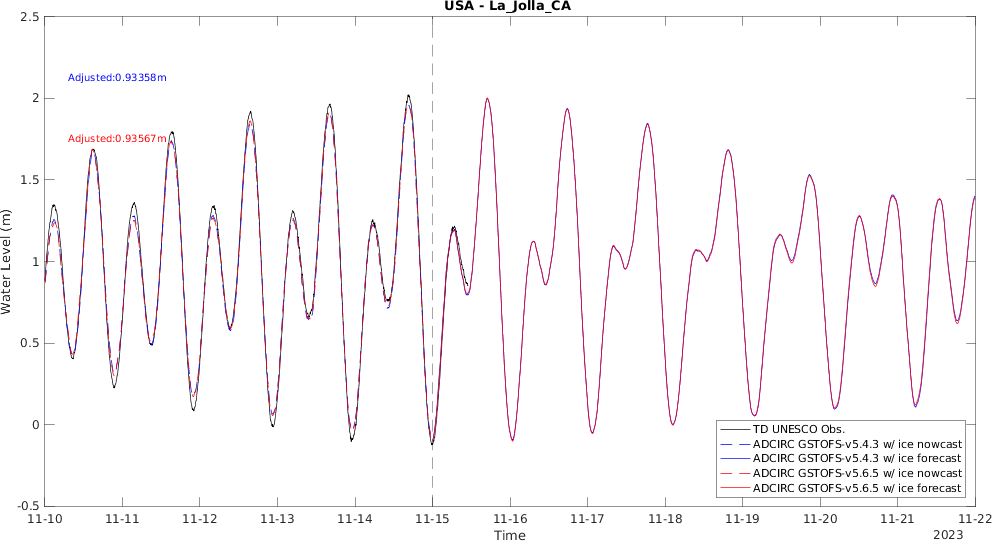 USA - La_Jolla_CA
2.5
2
1.5
1
0.5
0
-0.5
Water Level (m)
Adjusted:0.93358m
Adjusted:0.93567m
TD UNESCO Obs.
ADCIRC GSTOFS-v5.4.3 w/ ice nowcast
ADCIRC GSTOFS-v5.4.3 w/ ice forecast
ADCIRC GSTOFS-v5.6.5 w/ ice nowcast
ADCIRC GSTOFS-v5.6.5 w/ ice forecast
11-10 11-11 11-12 11-13 11-14 11-15 11-16 11-17 11-18 11-19 11-20 11-21 11-22
Time
2023